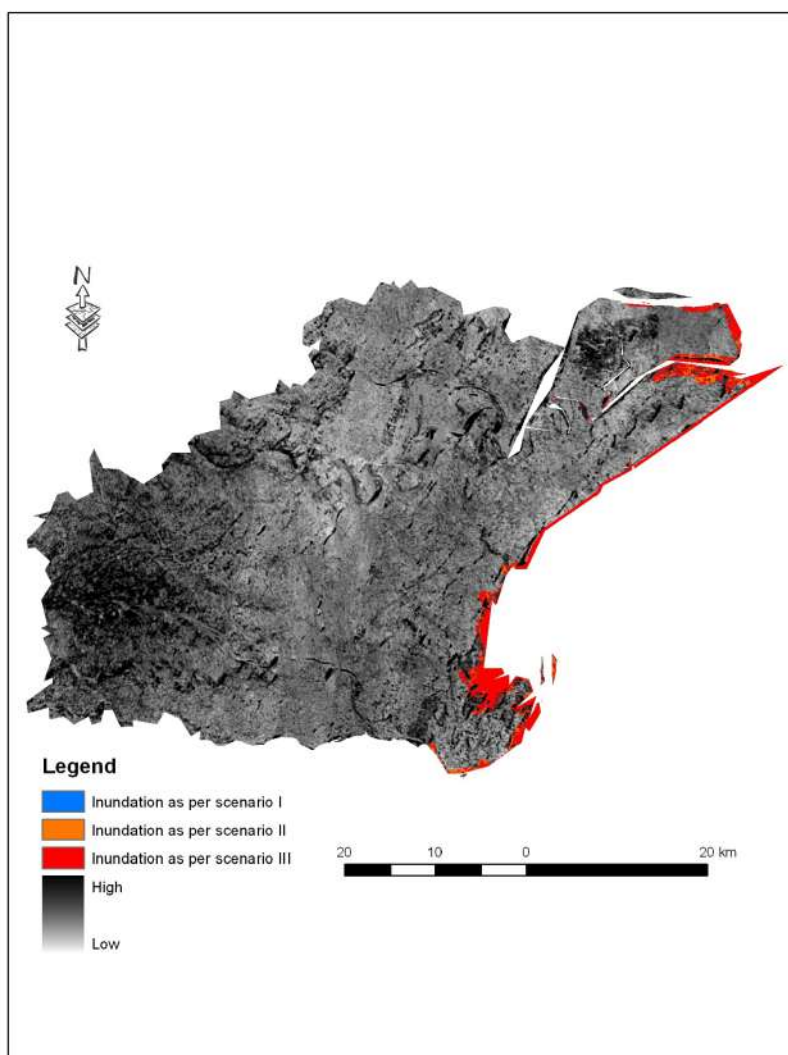 N
Legend
Inundation as per scenario I
Inundation as per scenario II
Inundation as per scenario III
High
Low
20 10 0 20 km